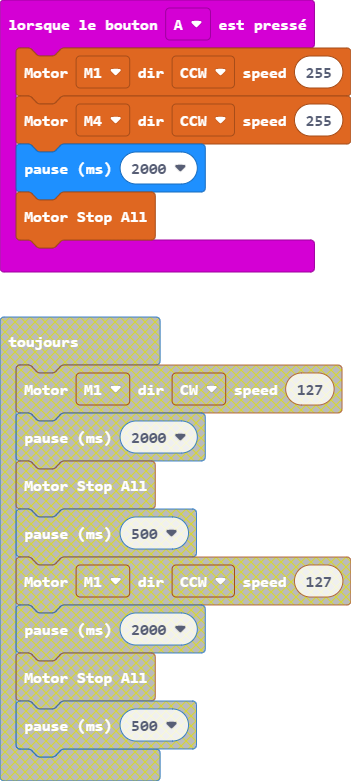 lorsque le bouton A est pressé
Motor M1 dir CCW speed 255
Motor M4 dir CCW speed 255
pause (ms) 2000
Motor Stop All
toujours
Motor M1 dir CW speed 127
pause (ms) 2000
Motor Stop All
pause (ms) 500
Motor M1 dir CCW speed 127
pause (ms) 2000
Motor Stop All
pause (ms) 500